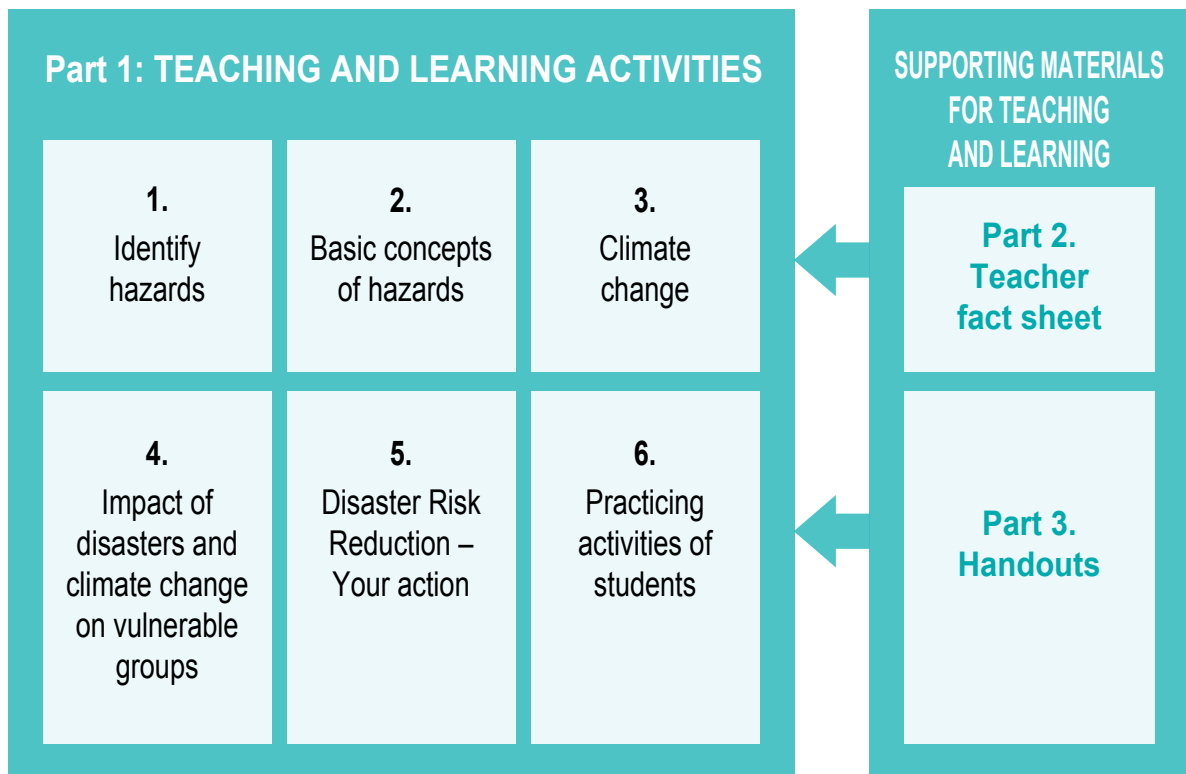 Part 1: TEACHING AND LEARNING ACTIVITIES
1.
Identify
hazards
2.
Basic concepts
of hazards
3.
Climate
change
4.
Impact of
disasters and
climate change
on vulnerable
groups
5.
Disaster Risk
Reduction –
Your action
6.
Practicing
activities of
students
SUPPORTING MATERIALS
FOR TEACHING
AND LEARNING
Part 2.
Teacher
fact sheet
Part 3.
Handouts